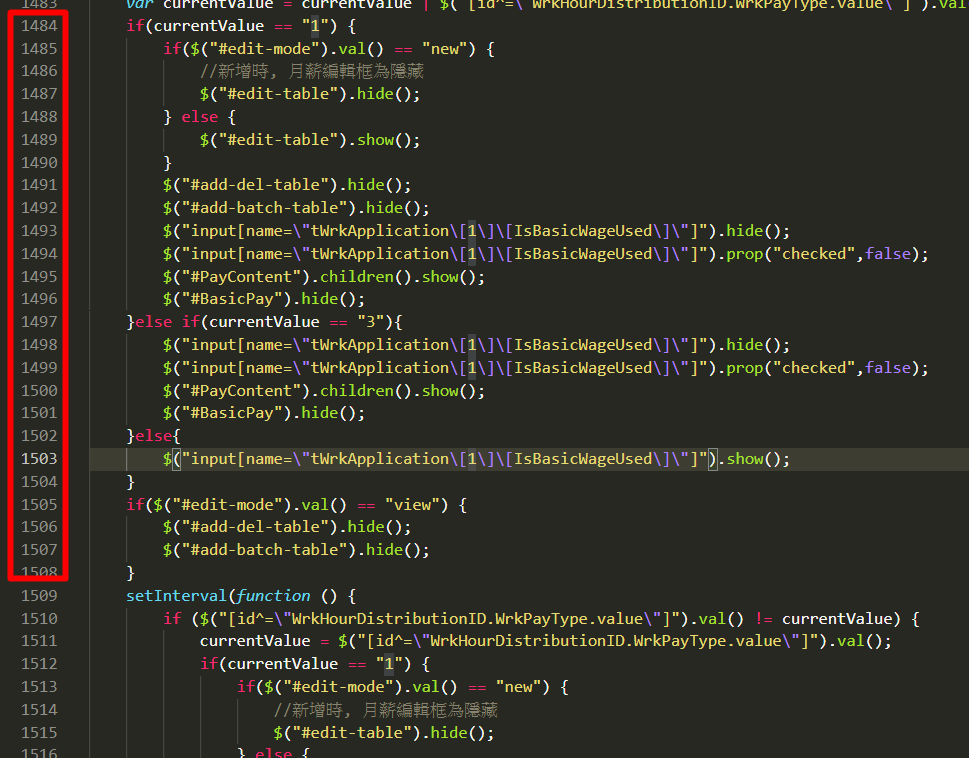 1483 var currentValue = currentValue | $("[id^=\"WrkHourDistributionID.WrkPayType.value\"]").val
1484 if(currentValue == "1") {
1485 if($("#edit-mode").val() == "new") {
1486 //新增時, 月薪編輯框為隱藏
1487 $("#edit-table").hide();
1488 } else {
1489 $("#edit-table").show();
1490 }
1491 $("#add-del-table").hide();
1492 $("#add-batch-table").hide();
1493 $("input[name=\"tWrkApplication\[1\]\[IsBasicWageUsed\]\"]").hide();
1494 $("input[name=\"tWrkApplication\[1\]\[IsBasicWageUsed\]\"]").prop("checked",false);
1495 $("#PayContent").children().show();
1496 $("#BasicPay").hide();
1497 }else if(currentValue == "3"){
1498 $("input[name=\"tWrkApplication\[1\]\[IsBasicWageUsed\]\"]").hide();
1499 $("input[name=\"tWrkApplication\[1\]\[IsBasicWageUsed\]\"]").prop("checked",false);
1500 $("#PayContent").children().show();
1501 $("#BasicPay").hide();
1502 }else{
1503 $("input[name=\"tWrkApplication\[1\]\[IsBasicWageUsed\]\"]").show();
1504 }
1505 if($("#edit-mode").val() == "view") {
1506 $("#add-del-table").hide();
1507 $("#add-batch-table").hide();
1508 }
1509 setInterval(function () {
1510 if ($("[id^=\"WrkHourDistributionID.WrkPayType.value\"]").val() != currentValue) {
1511 currentValue = $("[id^=\"WrkHourDistributionID.WrkPayType.value\"]").val();
1512 if(currentValue == "1") {
1513 if($("#edit-mode").val() == "new") {
1514 //新增時, 月薪編輯框為隱藏
1515 $("#edit-table").hide();
1516 } else {